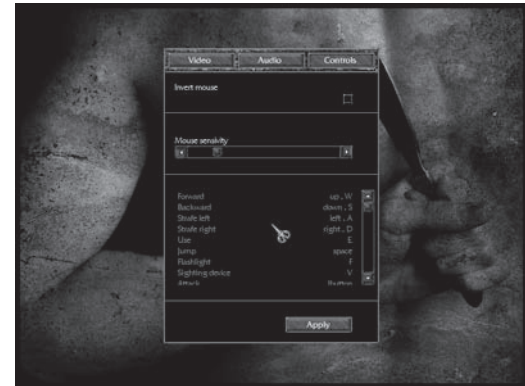 Video Audio Controls
Invert mouse
Mouse sensivity
Forward up , W
Backward down , S
Strafe left left , A
Strafe right right , D
Use E
Jump space
Flashlight F
Sighting device V
Attack
Apply